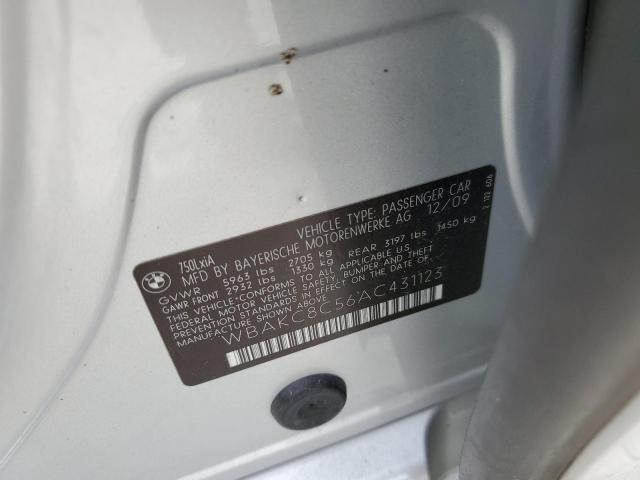 BMW
750LxiA
VEHICLE TYPE: PASSENGER CAR
MFD BY BAYERISCHE MOTORENWERKE AG 12/09
GVWR 5963 lbs 2705 kg
GAWR FRONT 2932 lbs 1330 kg REAR 3197 lbs 1450 kg
THIS VEHICLE-CONFORMS TO ALL APPLICABLE U.S.
FEDERAL MOTOR VEHICLE SAFETY, BUMPER AND THEFT
PREVENTION STANDARDS IN EFFECT ON THE DATE OF
MANUFACTURE SHOWN ABOVE.
WBAKC8C56AC431123